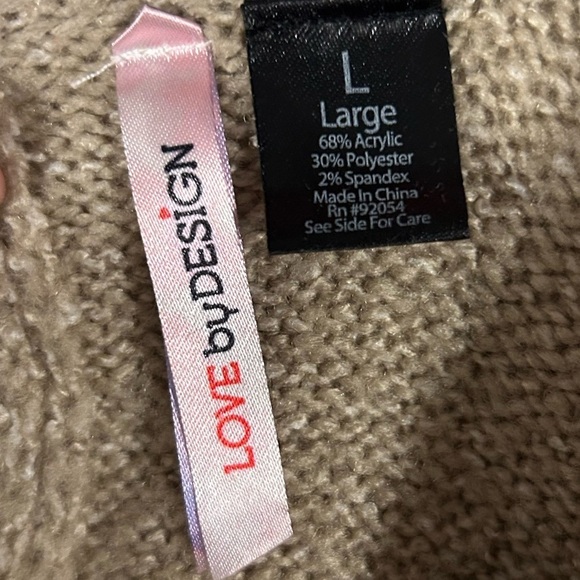 LOVE byDESIGN
L
Large
68% Acrylic
30% Polyester
2% Spandex
Made In China
Rn #92054
See Side For Care